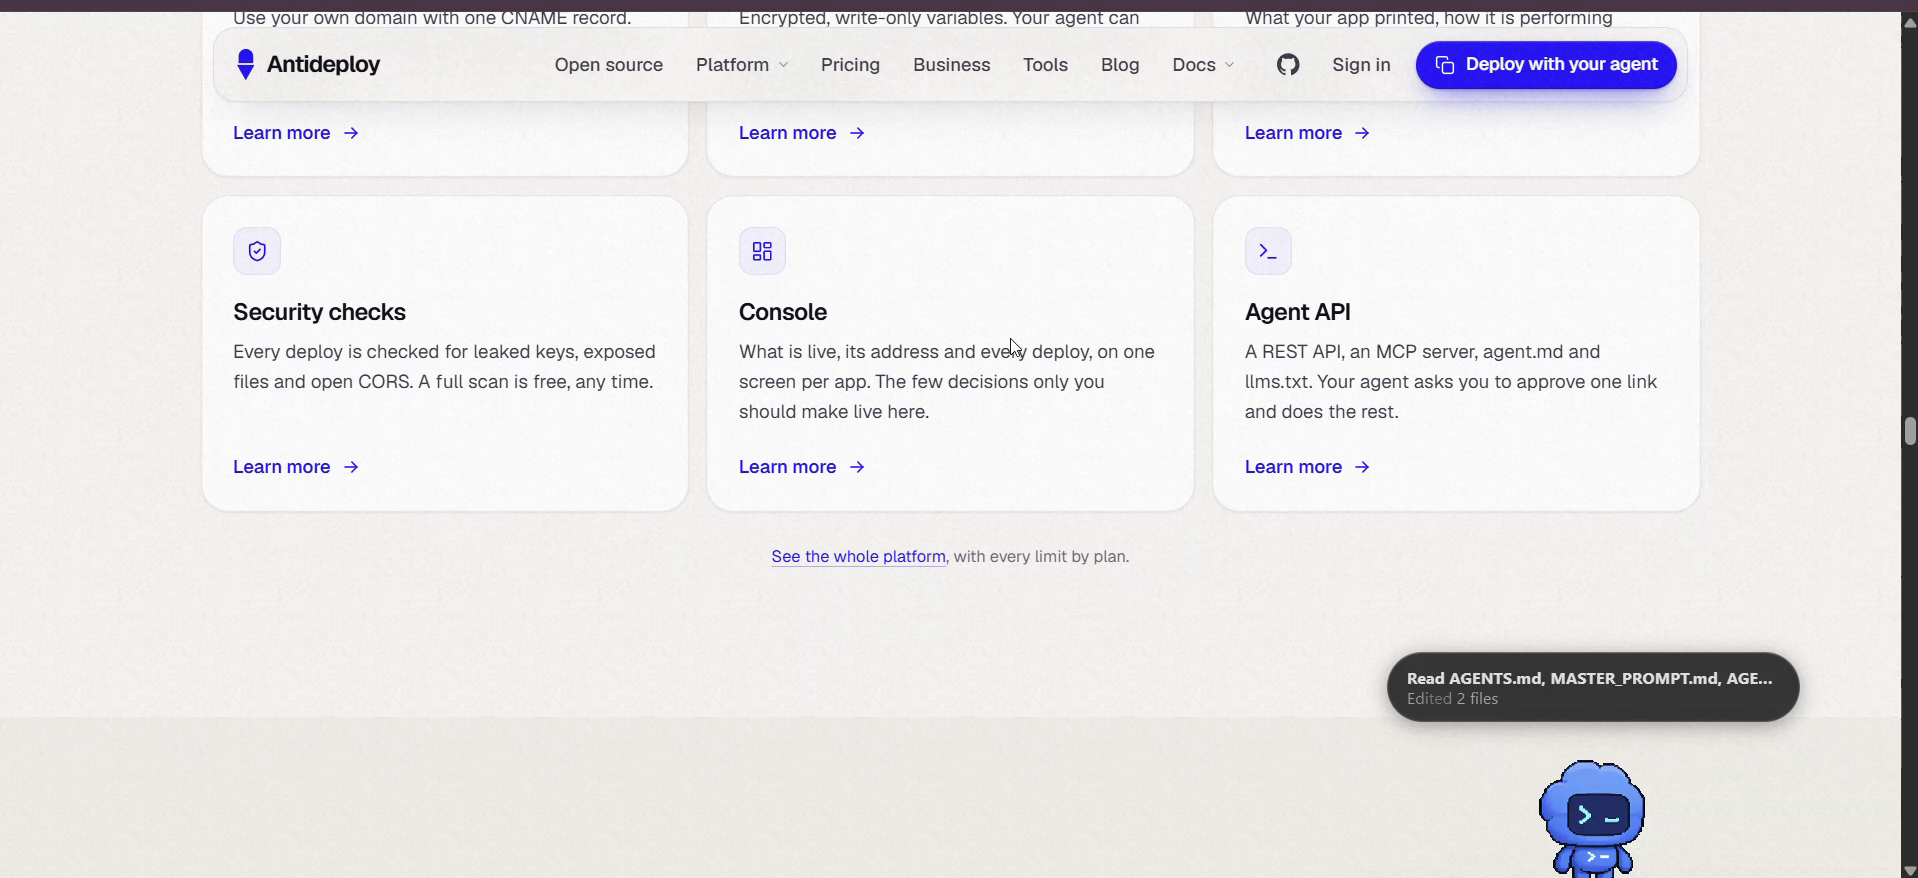 Use your own domain with one CNAME record.
Encrypted, write-only variables. Your agent can
What your app printed, how it is performing
Antideploy
Open source
Platform
Pricing
Business
Tools
Blog
Docs
Sign in
Deploy with your agent
Learn more →
Learn more →
Learn more →
Security checks
Every deploy is checked for leaked keys, exposed
files and open CORS. A full scan is free, any time.
Learn more →
Console
What is live, its address and every deploy, on one
screen per app. The few decisions only you
should make live here.
Learn more →
Agent API
A REST API, an MCP server, agent.md and
llms.txt. Your agent asks you to approve one link
and does the rest.
Learn more →
See the whole platform, with every limit by plan.
Read AGENTS.md, MASTER_PROMPT.md, AGE...
Edited 2 files